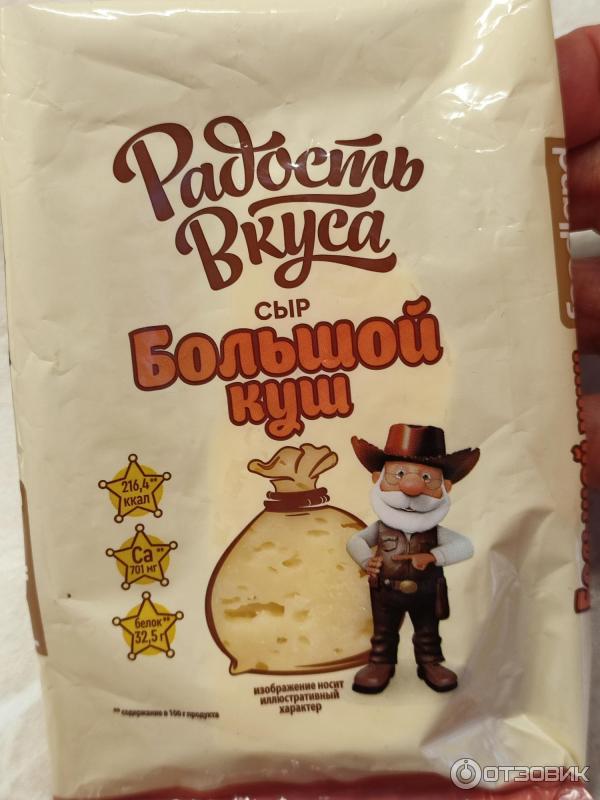 Радость
Вкуса
СЫР
Большой
куш
216,4**
ккал
Ca**
701 мг
белок**
32,5 г
изображение носит
иллюстративный
характер
** содержание в 100 г продукта
ОТЗОВИК